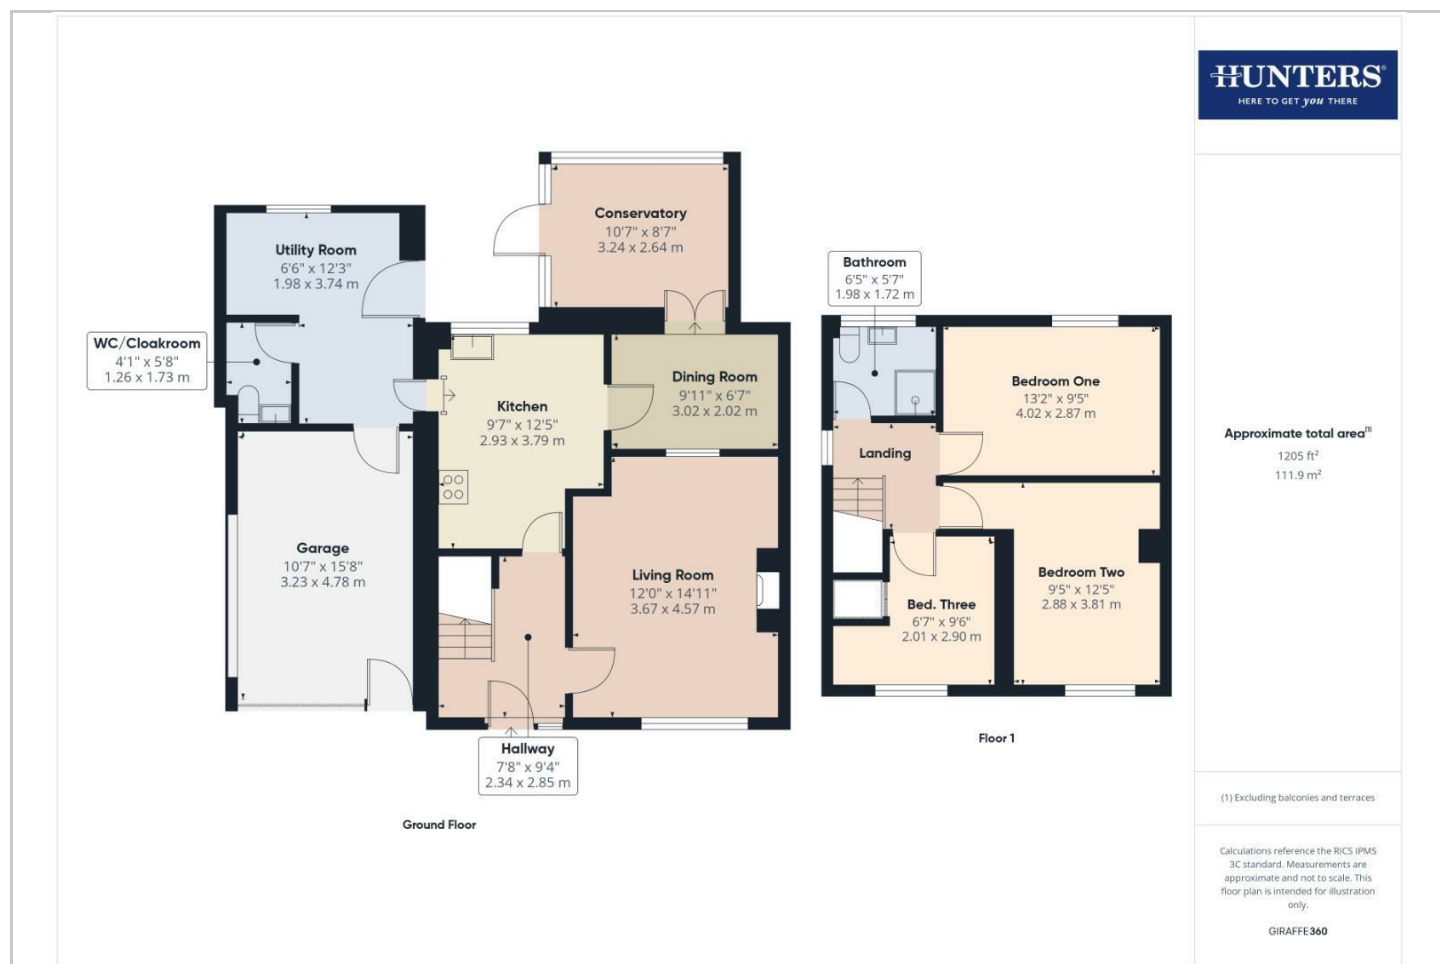 HUNTERS®
HERE TO GET you THERE
Conservatory
10'7" x 8'7"
3.24 x 2.64 m
Utility Room
6'6" x 12'3"
1.98 x 3.74 m
WC/Cloakroom
4'1" x 5'8"
1.26 x 1.73 m
Kitchen
9'7" x 12'5"
2.93 x 3.79 m
Dining Room
9'11" x 6'7"
3.02 x 2.02 m
Garage
10'7" x 15'8"
3.23 x 4.78 m
Living Room
12'0" x 14'11"
3.67 x 4.57 m
Hallway
7'8" x 9'4"
2.34 x 2.85 m
Ground Floor
Bathroom
6'5" x 5'7"
1.98 x 1.72 m
Bedroom One
13'2" x 9'5"
4.02 x 2.87 m
Landing
Bedroom Two
9'5" x 12'5"
2.88 x 3.81 m
Bed. Three
6'7" x 9'6"
2.01 x 2.90 m
Floor 1
Approximate total area(1)
1205 ft²
111.9 m²
(1) Excluding balconies and terraces
Calculations reference the RICS IPMS
3C standard. Measurements are
approximate and not to scale. This
floor plan is intended for illustration
only.
GIRAFFE360